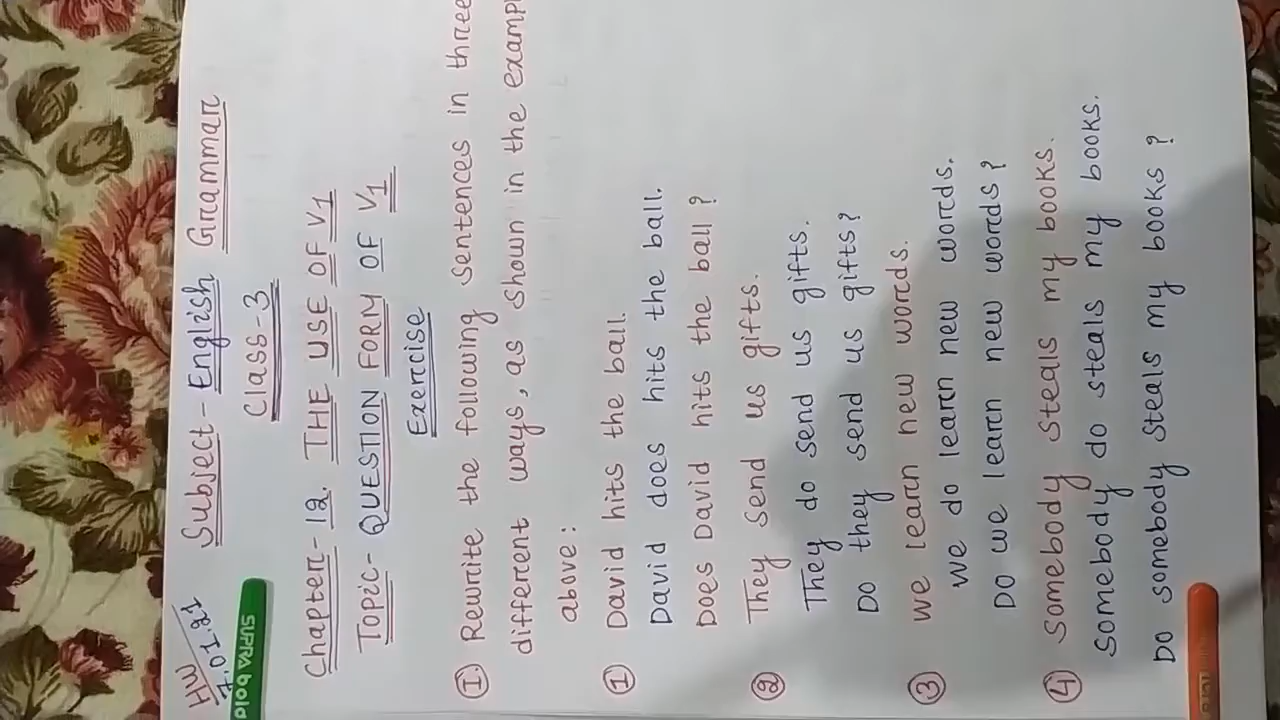 HW
7.01.21
Subject - English Grammar
Class-3
SUPRA bold
Chapter- 12. THE USE OF V1
Topic- QUESTION FORM OF V1
Exercise
I. Rewrite the following sentences in three
different ways, as shown in the examp
above:
1 David hits the ball.
David does hits the ball.
Does David hits the ball?
2 They send us gifts.
They do send us gifts.
Do they send us gifts?
3 we learn new words.
we do learn new words.
Do we learn new words?
4 somebody steals my books.
somebody do steals my books.
Do somebody steals my books?